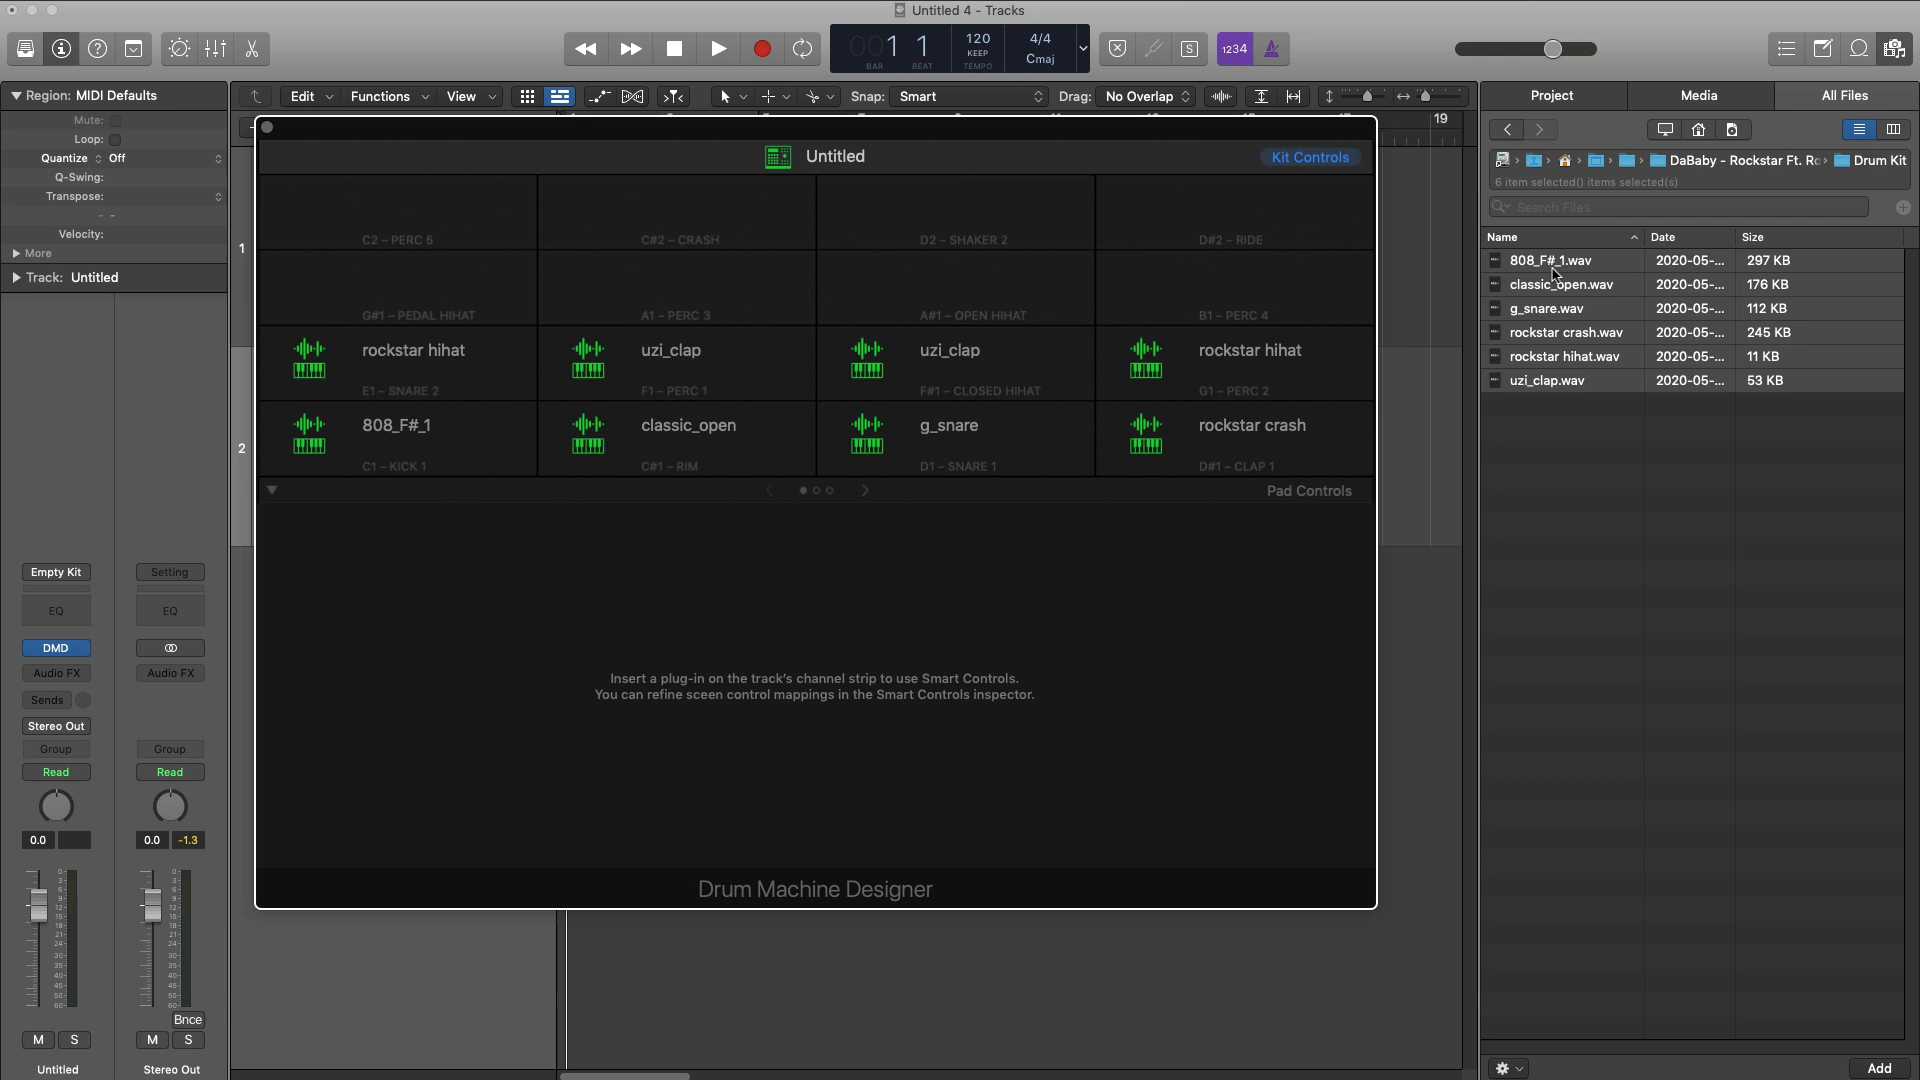 Untitled 4 - Tracks
1 1
BAR BEAT
120
KEEP
TEMPO
4/4
Cmaj
S
1234
Region: MIDI Defaults
Mute:
Loop:
Quantize Off
Q-Swing:
Transpose:
- -
Velocity:
More
Track: Untitled
Edit Functions View Snap: Smart Drag: No Overlap
19
1
2
Untitled
Kit Controls
C2 – PERC 5 C#2 – CRASH D2 – SHAKER 2 D#2 – RIDE
G#1 – PEDAL HIHAT A1 – PERC 3 A#1 – OPEN HIHAT B1 – PERC 4
rockstar hihat uzi_clap uzi_clap rockstar hihat
E1 – SNARE 2 F1 – PERC 1 F#1 – CLOSED HIHAT G1 – PERC 2
808_F#_1 classic_open g_snare rockstar crash
C1 – KICK 1 C#1 – RIM D1 – SNARE 1 D#1 – CLAP 1
Pad Controls
Insert a plug-in on the track's channel strip to use Smart Controls.
You can refine sceen control mappings in the Smart Controls inspector.
Drum Machine Designer
Empty Kit Setting
EQ EQ
DMD
Audio FX Audio FX
Sends
Stereo Out
Group Group
Read Read
0.0 0.0 -1.3
Bnce
M S M S
Untitled Stereo Out
Project Media All Files
DaBaby - Rockstar Ft. Ro Drum Kit
6 item selected() items selected(s)
Search Files
Name Date Size
808_F#_1.wav 2020-05-... 297 KB
classic_open.wav 2020-05-... 176 KB
g_snare.wav 2020-05-... 112 KB
rockstar crash.wav 2020-05-... 245 KB
rockstar hihat.wav 2020-05-... 11 KB
uzi_clap.wav 2020-05-... 53 KB
Add